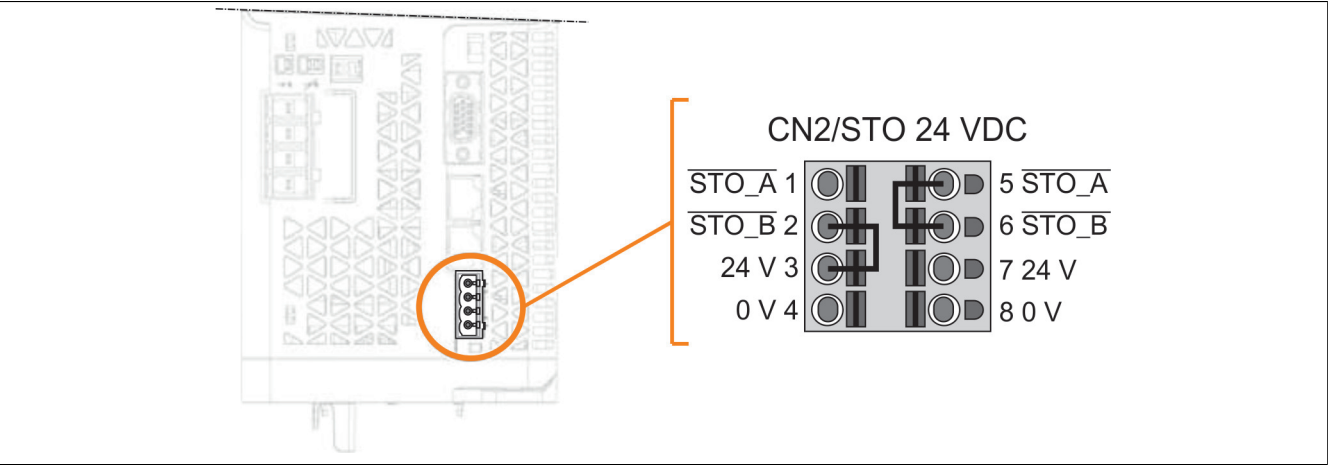 CN2/STO 24 VDC
STO_A 1
STO_B 2
24 V 3
0 V 4
5 STO_A
6 STO_B
7 24 V
8 0 V